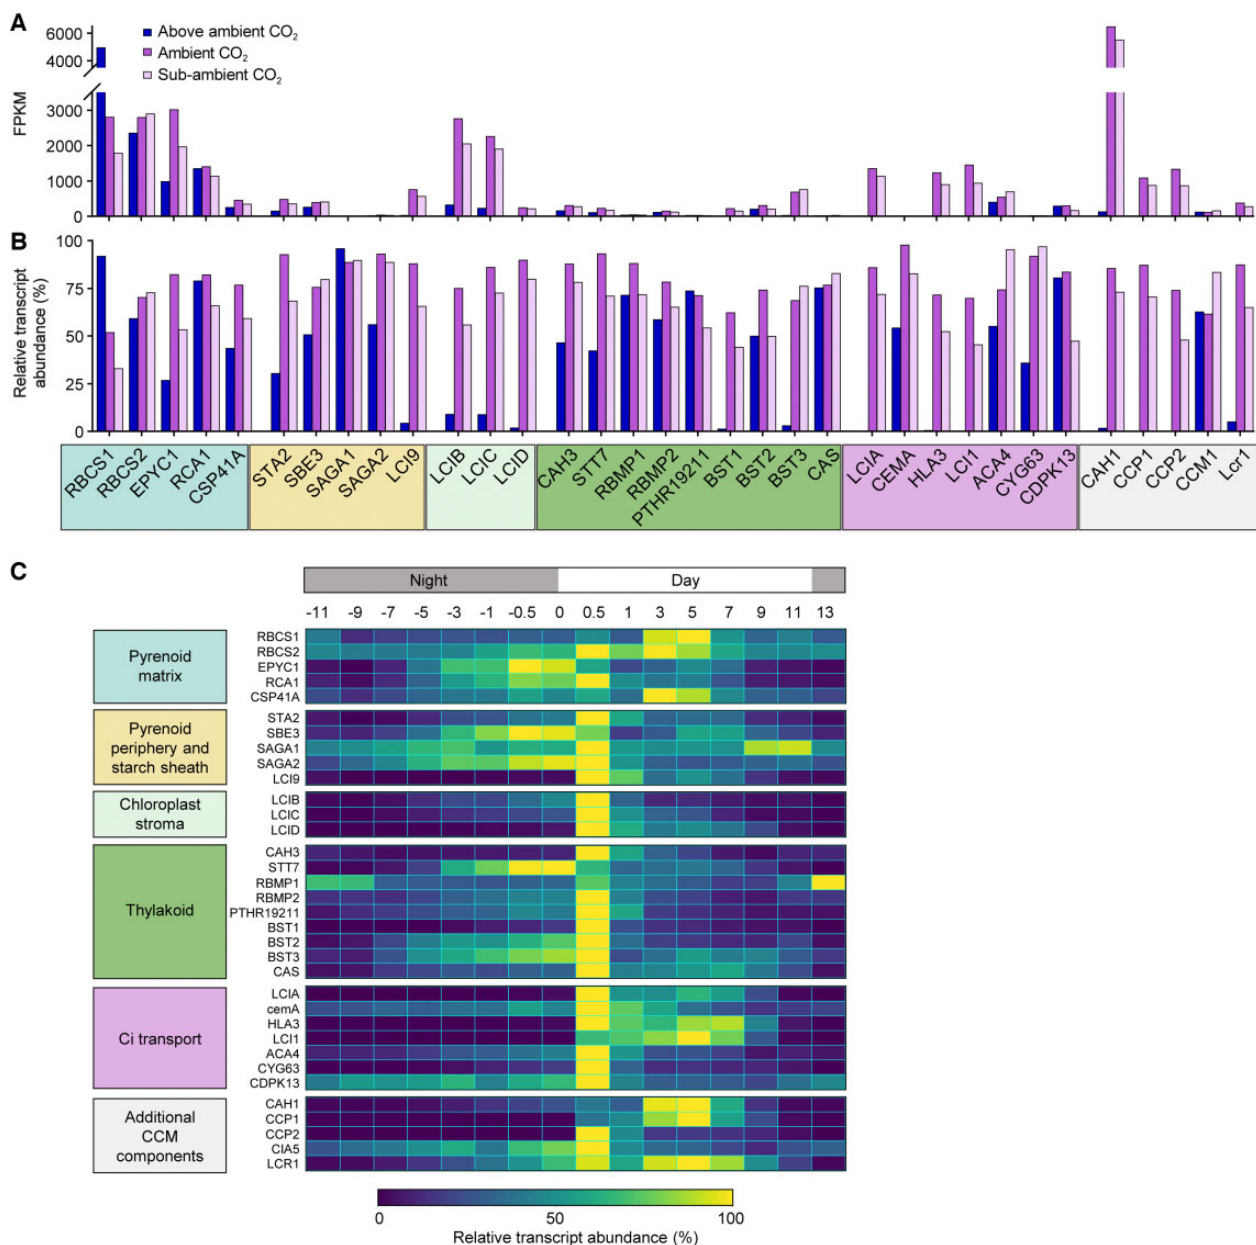 A
6000
4000
3000
2000
1000
0
FPKM
Above ambient CO2
Ambient CO2
Sub-ambient CO2
B
100
75
50
25
0
Relative transcript
abundance (%)
RBCS1
RBCS2
EPYC1
RCA1
CSP41A
STA2
SBE3
SAGA1
SAGA2
LCI9
LCIB
LCIC
LCID
CAH3
STT7
RBMP1
RBMP2
PTHR19211
BST1
BST2
BST3
CAS
LCIA
CEMA
HLA3
LCI1
ACA4
CYG63
CDPK13
CAH1
CCP1
CCP2
CCM1
Lcr1
C
Night Day
-11 -9 -7 -5 -3 -1 -0.5 0 0.5 1 3 5 7 9 11 13
Pyrenoid
matrix
RBCS1
RBCS2
EPYC1
RCA1
CSP41A
Pyrenoid
periphery and
starch sheath
STA2
SBE3
SAGA1
SAGA2
LCI9
Chloroplast
stroma
LCIB
LCIC
LCID
Thylakoid
CAH3
STT7
RBMP1
RBMP2
PTHR19211
BST1
BST2
BST3
CAS
Ci transport
LCIA
cemA
HLA3
LCI1
ACA4
CYG63
CDPK13
Additional
CCM
components
CAH1
CCP1
CCP2
CIA5
LCR1
0 50 100
Relative transcript abundance (%)